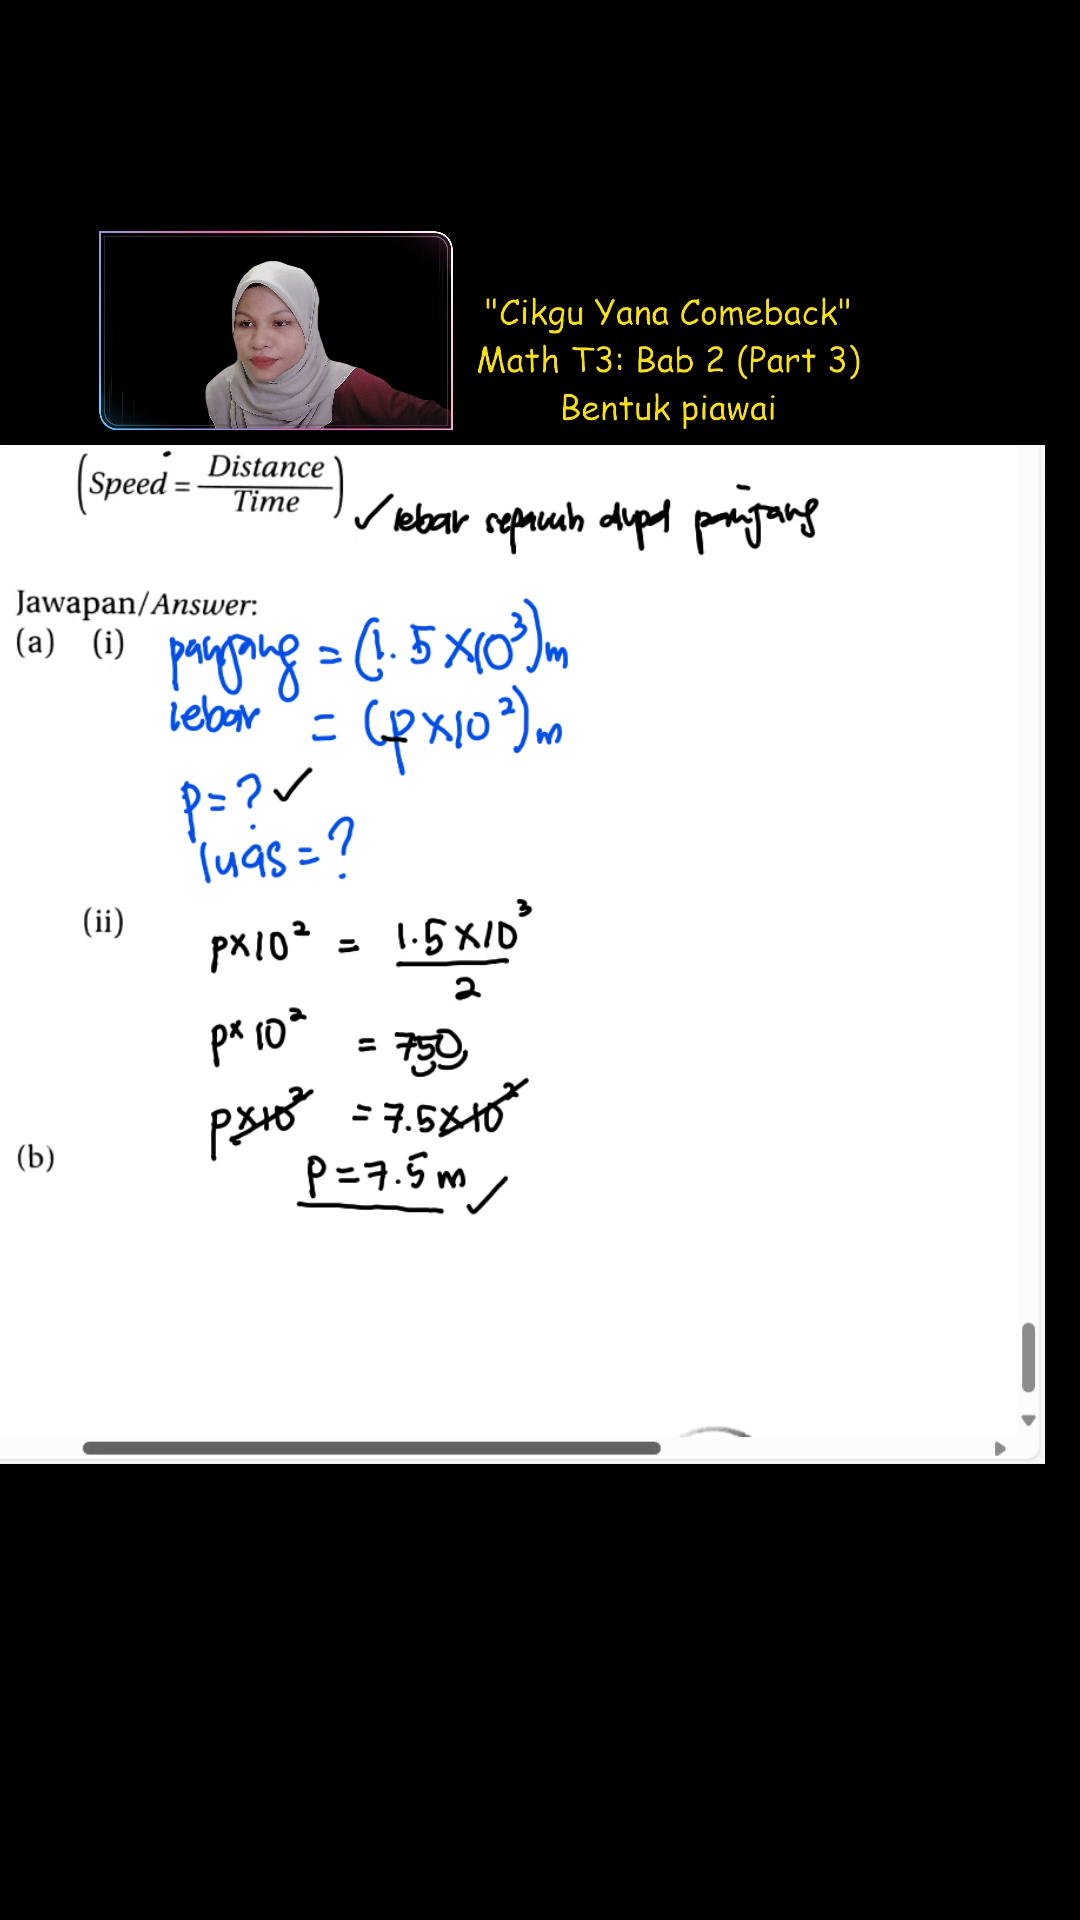 "Cikgu Yana Comeback"
Math T3: Bab 2 (Part 3)
Bentuk piawai
(Speed = Distance / Time)
✓ lebar separuh dpd panjang
Jawapan/Answer:
(a) (i) panjang = (1.5 × 10³)m
lebar = (p × 10²)m
p = ? ✓
luas = ?
(ii) p × 10² = 1.5 × 10³ / 2
p × 10² = 750
p × 10² = 7.5 × 10²
(b)
p = 7.5 m ✓